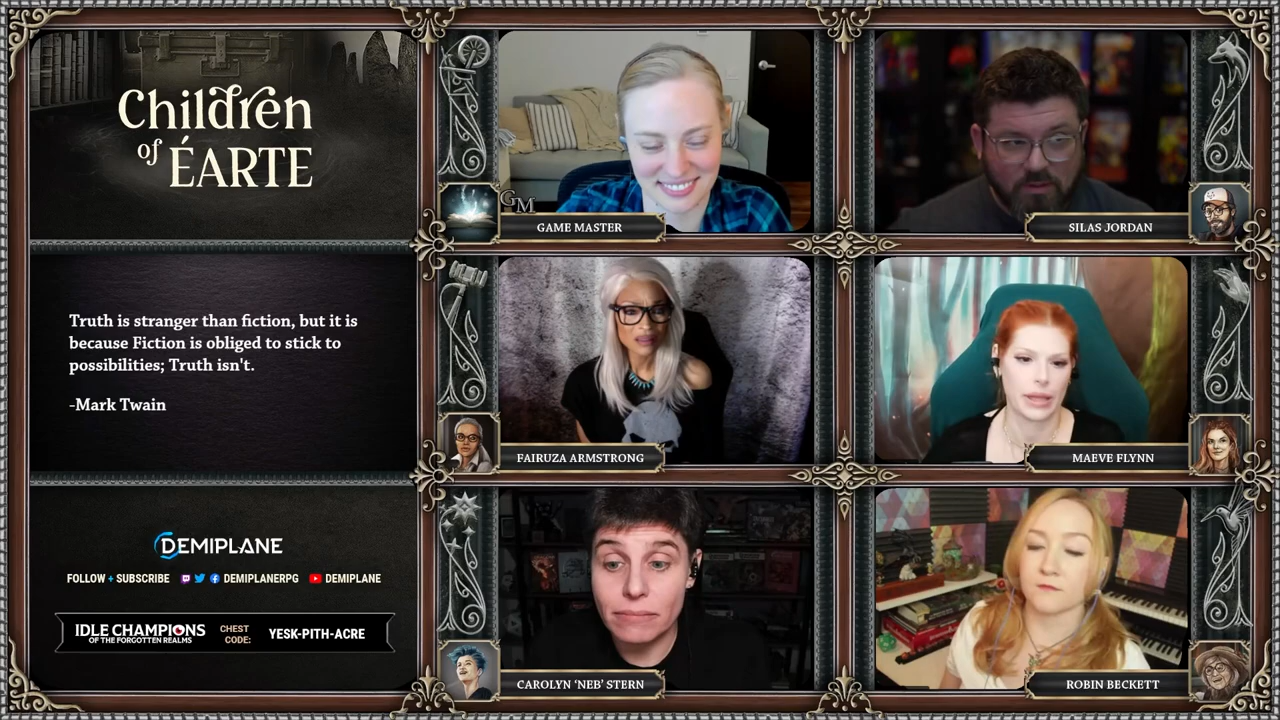 Children
of ÉARTE
Truth is stranger than fiction, but it is
because Fiction is obliged to stick to
possibilities; Truth isn't.
-Mark Twain
DEMIPLANE
FOLLOW + SUBSCRIBE DEMIPLANERPG DEMIPLANE
IDLE CHAMPIONS
OF THE FORGOTTEN REALMS
CHEST
CODE:
YESK-PITH-ACRE
GM
GAME MASTER
SILAS JORDAN
FAIRUZA ARMSTRONG
MAEVE FLYNN
CAROLYN ‘NEB’ STERN
ROBIN BECKETT